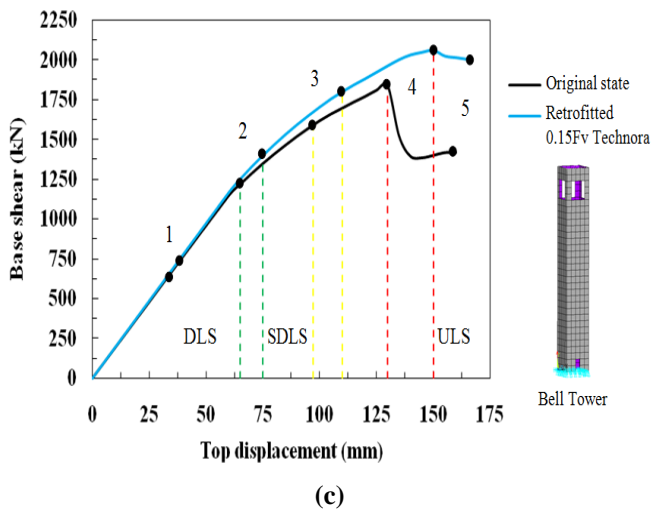 2250
2000
1750
1500
1250
1000
750
500
250
0
Base shear (kN)
1
2
3
4
5
DLS
SDLS
ULS
0
25
50
75
100
125
150
175
Top displacement (mm)
Original state
Retrofitted
0.15Fv Technora
Bell Tower
(c)